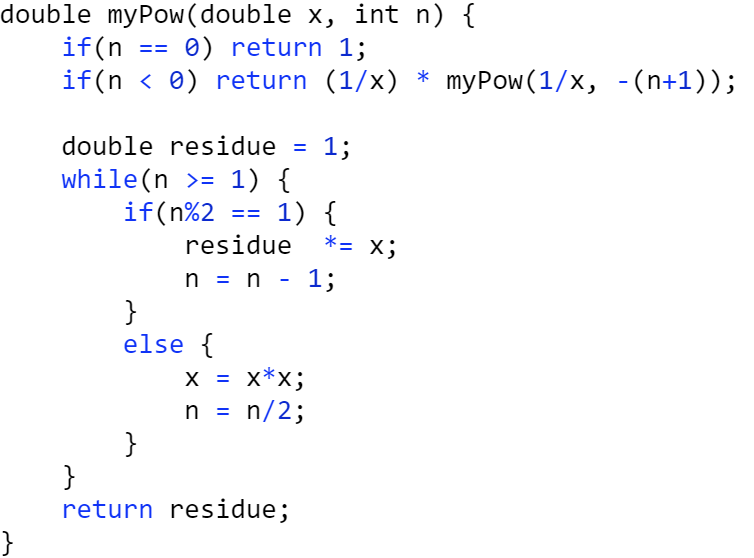 double myPow(double x, int n) {
    if(n == 0) return 1;
    if(n < 0) return (1/x) * myPow(1/x, -(n+1));

    double residue = 1;
    while(n >= 1) {
        if(n%2 == 1) {
            residue  *= x;
            n = n - 1;
        }
        else {
            x = x*x;
            n = n/2;
        }
    }
    return residue;
}